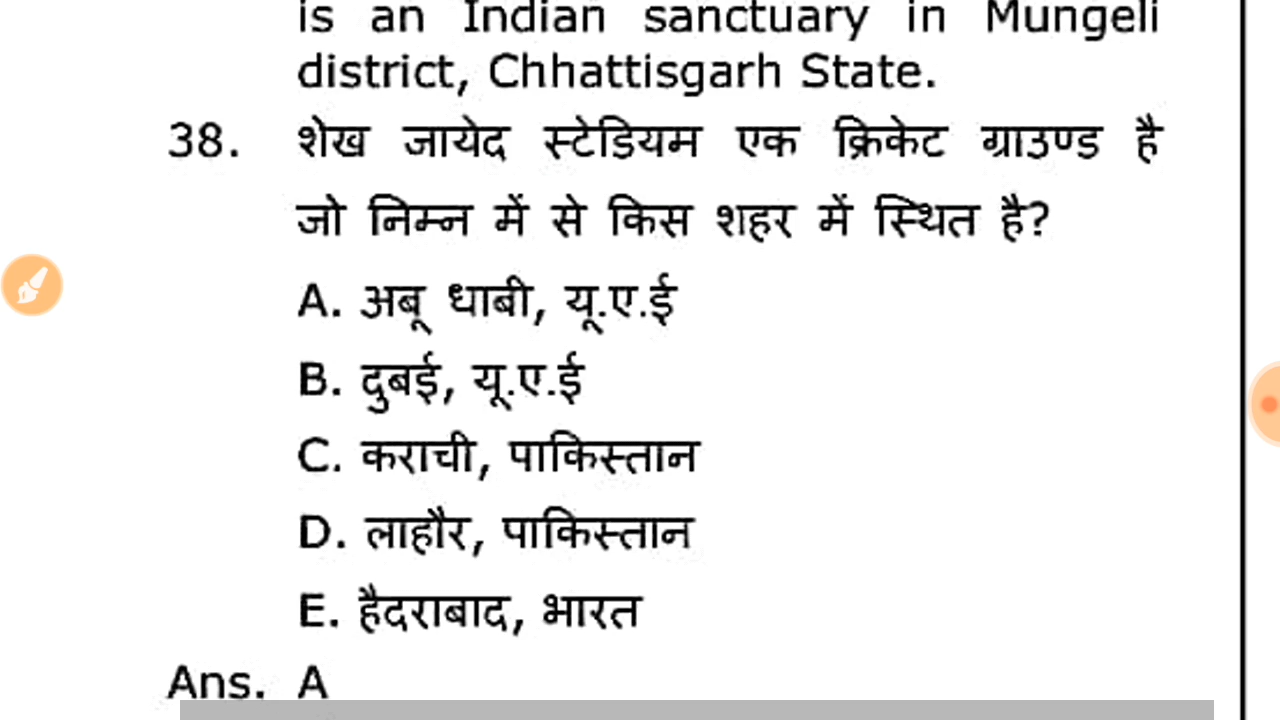 is an Indian sanctuary in Mungeli
district, Chhattisgarh State.
38. शेख जायेद स्टेडियम एक क्रिकेट ग्राउण्ड है
जो निम्न में से किस शहर में स्थित है?
A. अबू धाबी, यू.ए.ई
B. दुबई, यू.ए.ई
C. कराची, पाकिस्तान
D. लाहौर, पाकिस्तान
E. हैदराबाद, भारत
Ans. A